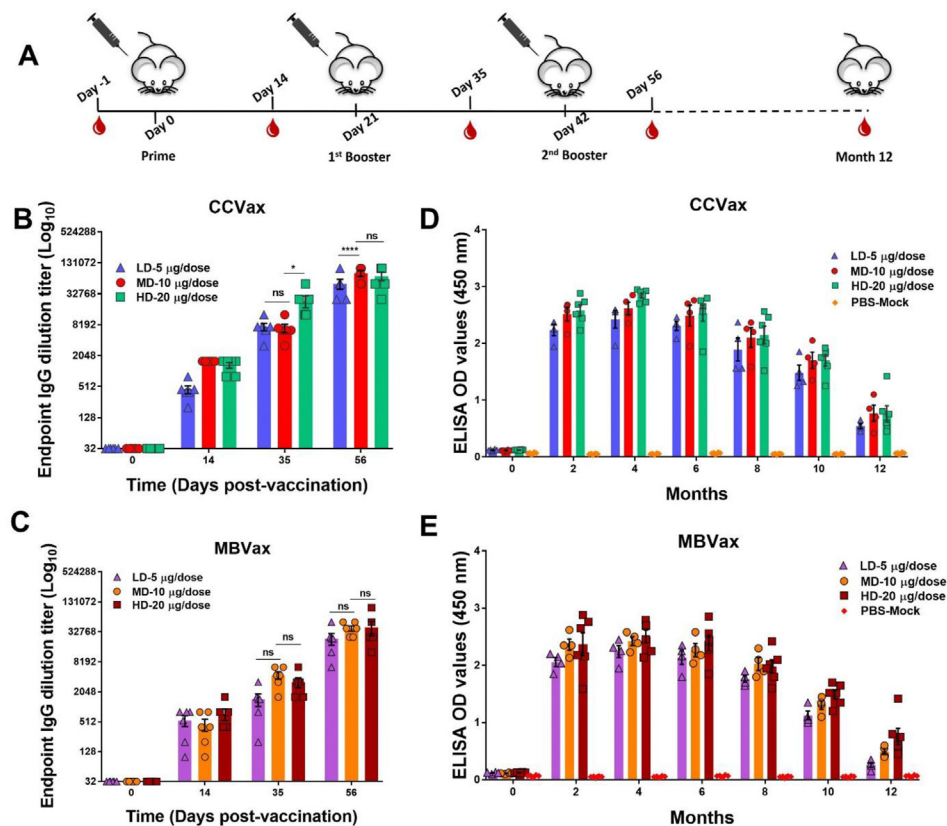 A
Day -1
Day 14
Day 35
Day 56
Day 0
Day 21
Day 42
Prime
1st Booster
2nd Booster
Month 12
B
CCVax
Endpoint IgG dilution titer (Log10)
524288
131072
32768
8192
2048
512
128
32
LD-5 µg/dose
MD-10 µg/dose
HD-20 µg/dose
ns
*
****
ns
0 14 35 56
Time (Days post-vaccination)
C
MBVax
Endpoint IgG dilution titer (Log10)
524288
131072
32768
8192
2048
512
128
32
LD-5 µg/dose
MD-10 µg/dose
HD-20 µg/dose
ns
ns
ns
ns
0 14 35 56
Time (Days post-vaccination)
D
CCVax
ELISA OD values (450 nm)
4
3
2
1
0
LD-5 µg/dose
MD-10 µg/dose
HD-20 µg/dose
PBS-Mock
0 2 4 6 8 10 12
Months
E
MBVax
ELISA OD values (450 nm)
4
3
2
1
0
LD-5 µg/dose
MD-10 µg/dose
HD-20 µg/dose
PBS-Mock
0 2 4 6 8 10 12
Months